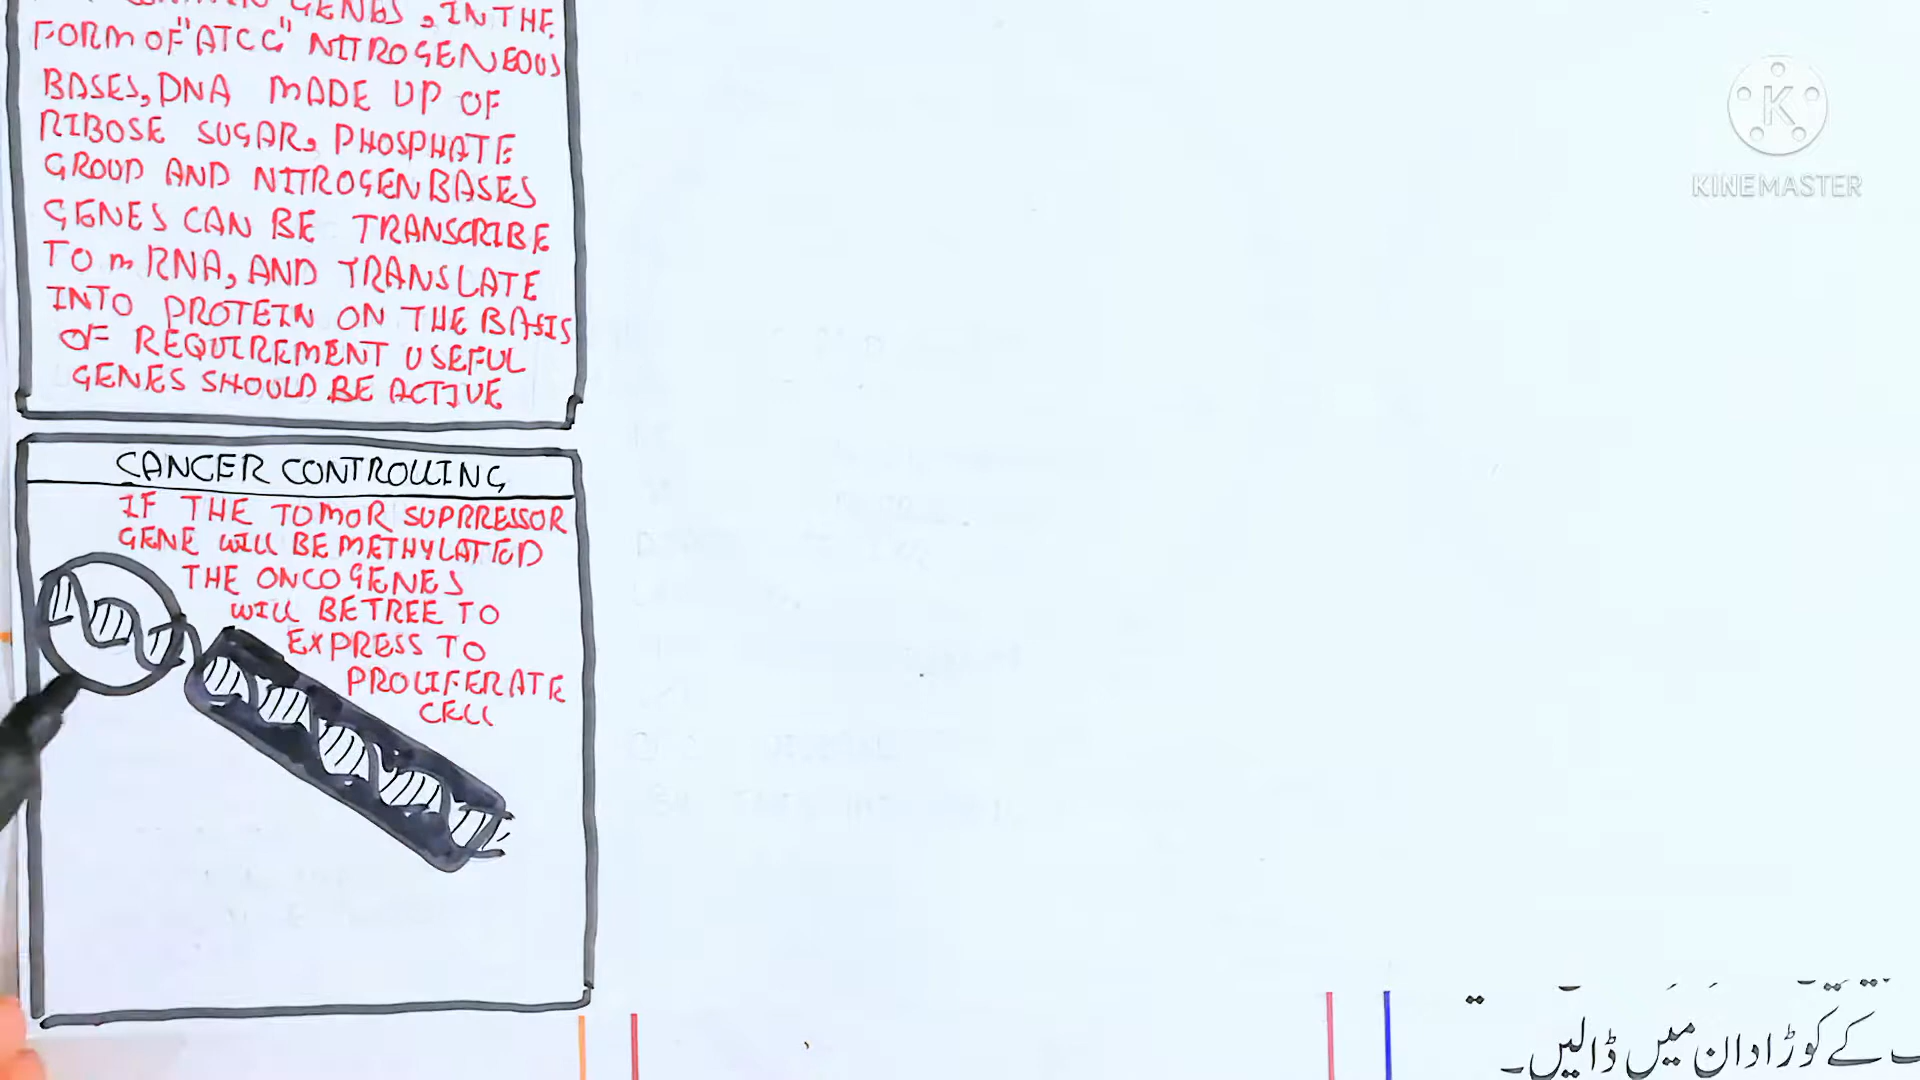 GENES, IN THE
FORM OF "ATCG" NITROGENEOUS
BASES, DNA MADE UP OF
RIBOSE SUGAR, PHOSPHATE
GROUP AND NITROGEN BASES
GENES CAN BE TRANSCRIBE
TO mRNA, AND TRANSLATE
INTO PROTEIN ON THE BASIS
OF REQUIREMENT USEFUL
GENES SHOULD BE ACTIVE
CANCER CONTROLLING
IF THE TOMOR SUPRRESSOR
GENE WILL BE METHYLATED
THE ONCOGENES
WILL BE TREE TO
EXPRESS TO
PROLIFERATE
CELL
K
KINEMASTER
کے کوڑا دان میں ڈالیں۔